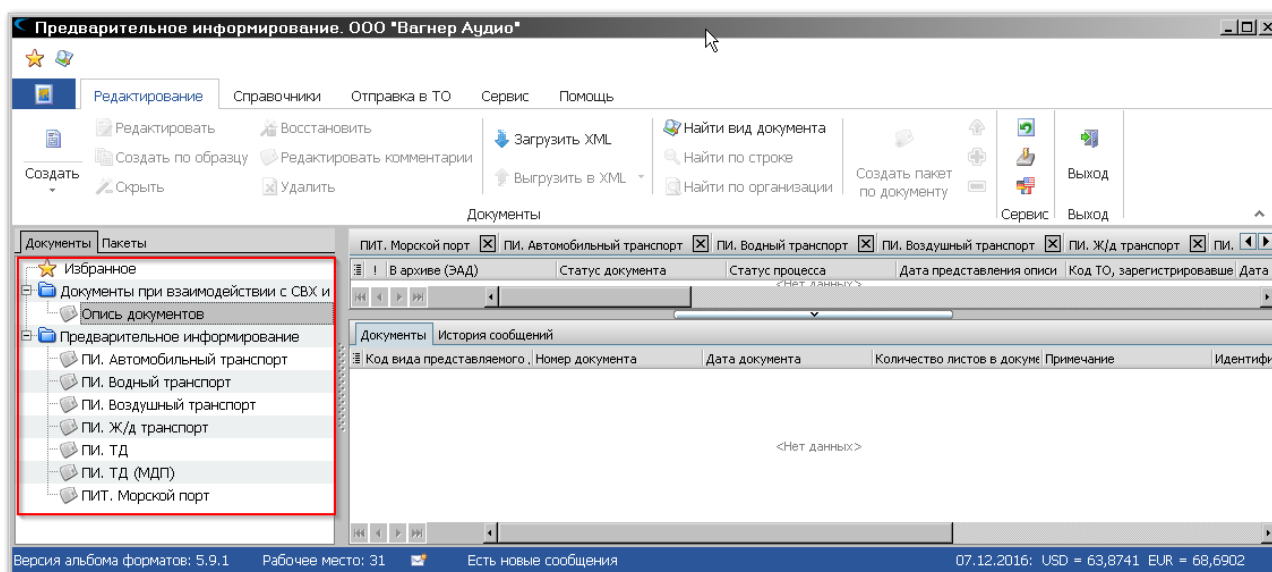 Предварительное информирование. ООО "Вагнер Аудио"
Редактирование Справочники Отправка в ТО Сервис Помощь
Редактировать Восстановить Загрузить XML Найти вид документа
Создать Создать по образцу Редактировать комментарии Найти по строке Создать пакет по документу Выход
Скрыть Удалить Выгрузить в XML Найти по организации
Документы Сервис Выход
Документы Пакеты
ПИТ. Морской порт ПИ. Автомобильный транспорт ПИ. Водный транспорт ПИ. Воздушный транспорт ПИ. Ж/д транспорт ПИ.
! В архиве (ЭАД) Статус документа Статус процесса Дата представления описи Код ТО, зарегистрировавше Дата
<Нет данных>
Избранное
Документы при взаимодействии с СВХ и
Опись документов
Предварительное информирование
ПИ. Автомобильный транспорт
ПИ. Водный транспорт
ПИ. Воздушный транспорт
ПИ. Ж/д транспорт
ПИ. ТД
ПИ. ТД (МДП)
ПИТ. Морской порт
Документы История сообщений
Код вида представляемого . Номер документа Дата документа Количество листов в докуме Примечание Идентифи
<Нет данных>
Версия альбома форматов: 5.9.1 Рабочее место: 31 Есть новые сообщения 07.12.2016: USD = 63,8741 EUR = 68,6902